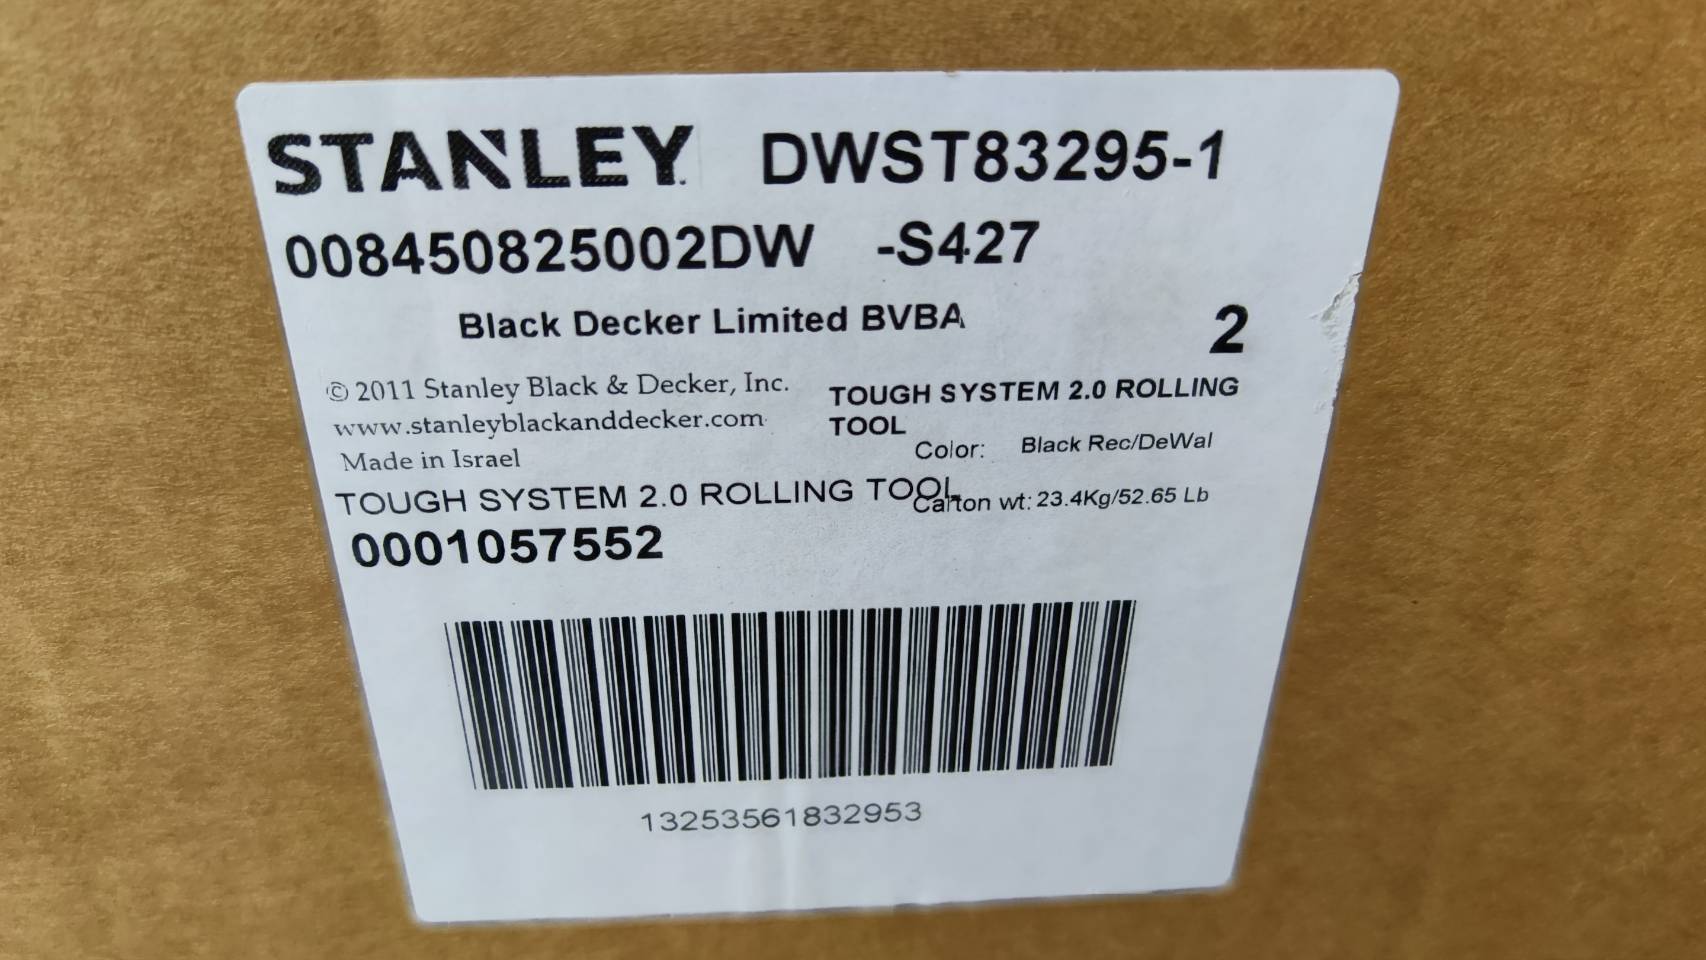 STANLEY. DWST83295-1
008450825002DW -S427
Black Decker Limited BVBA
2
© 2011 Stanley Black & Decker, Inc.
www.stanleyblackanddecker.com
Made in Israel
TOUGH SYSTEM 2.0 ROLLING
TOOL
Color: Black Rec/DeWal
TOUGH SYSTEM 2.0 ROLLING TOOL
Carton wt: 23.4Kg/52.65 Lb
0001057552
13253561832953